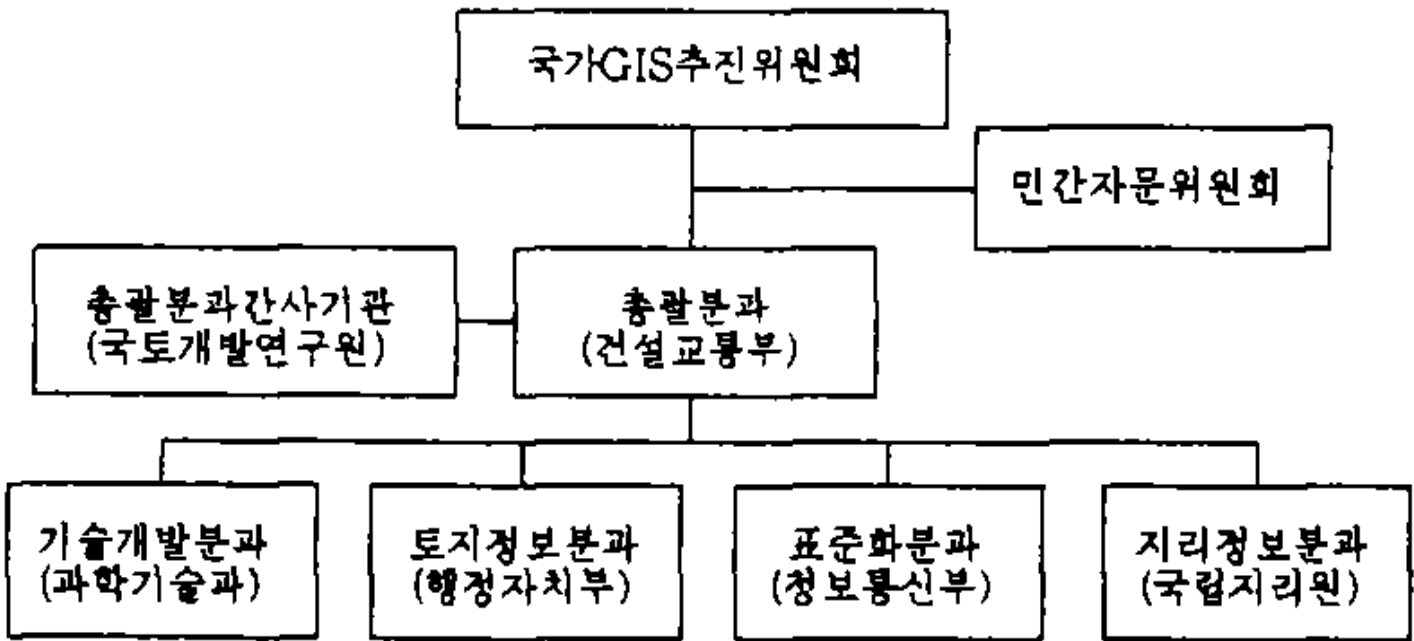 국가GIS추진위원회
민간자문위원회
총괄분과간사기관
(국토개발연구원)
총괄분과
(건설교통부)
기술개발분과
(과학기술과)
토지정보분과
(행정자치부)
표준화분과
(정보통신부)
지리정보분과
(국립지리원)